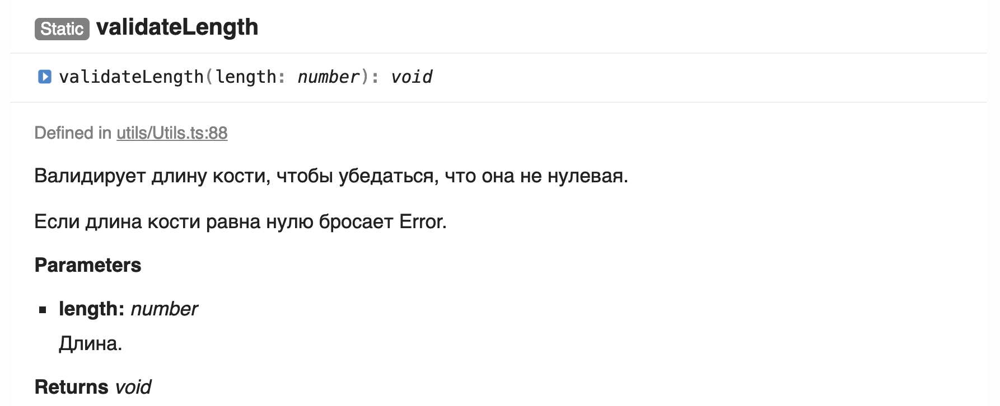 Static validateLength
validateLength(length: number): void
Defined in utils/Utils.ts:88
Валидирует длину кости, чтобы убедаться, что она не нулевая.
Если длина кости равна нулю бросает Error.
Parameters
length: number
Длина.
Returns void